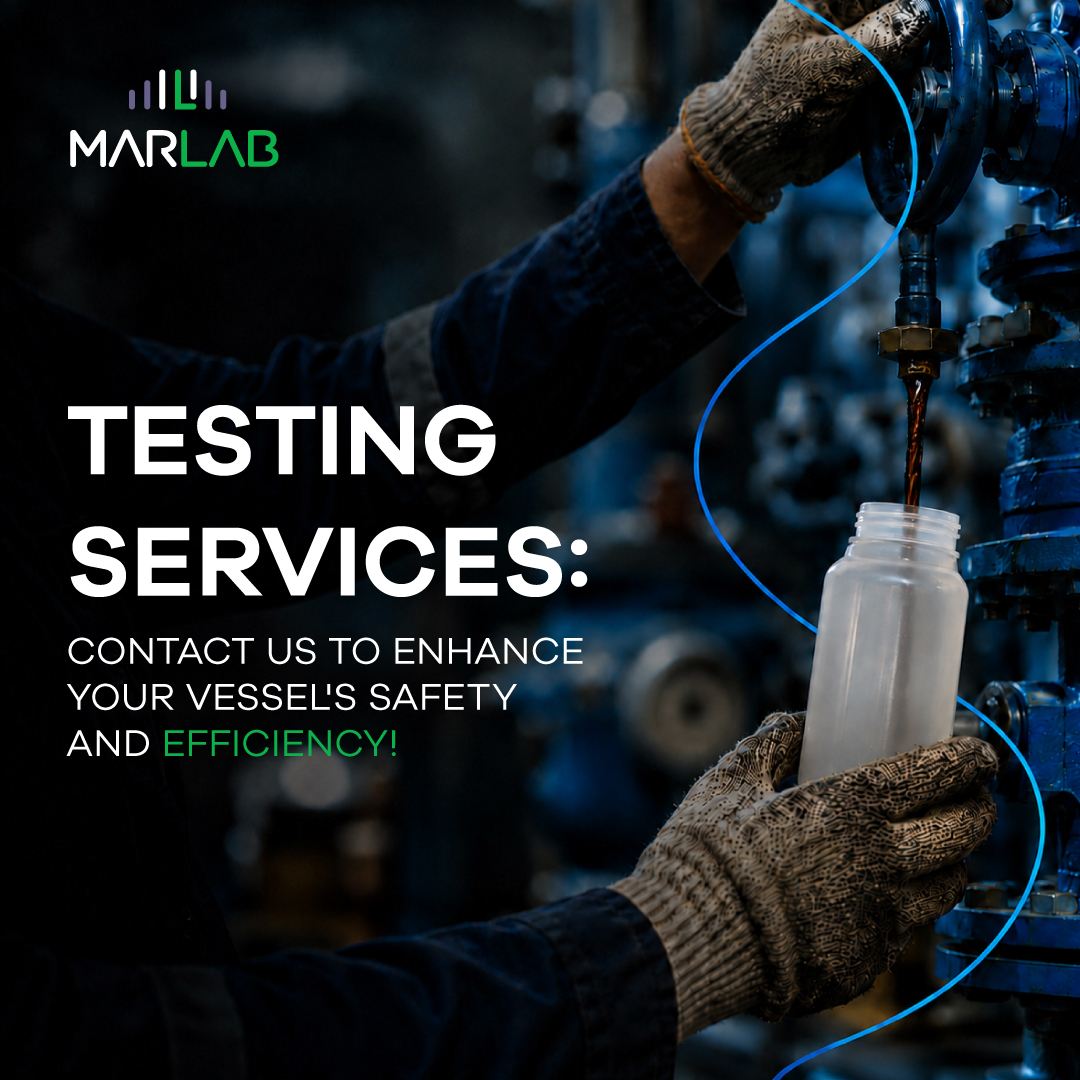 MARLAB
TESTING
SERVICES:
CONTACT US TO ENHANCE
YOUR VESSEL'S SAFETY
AND EFFICIENCY!